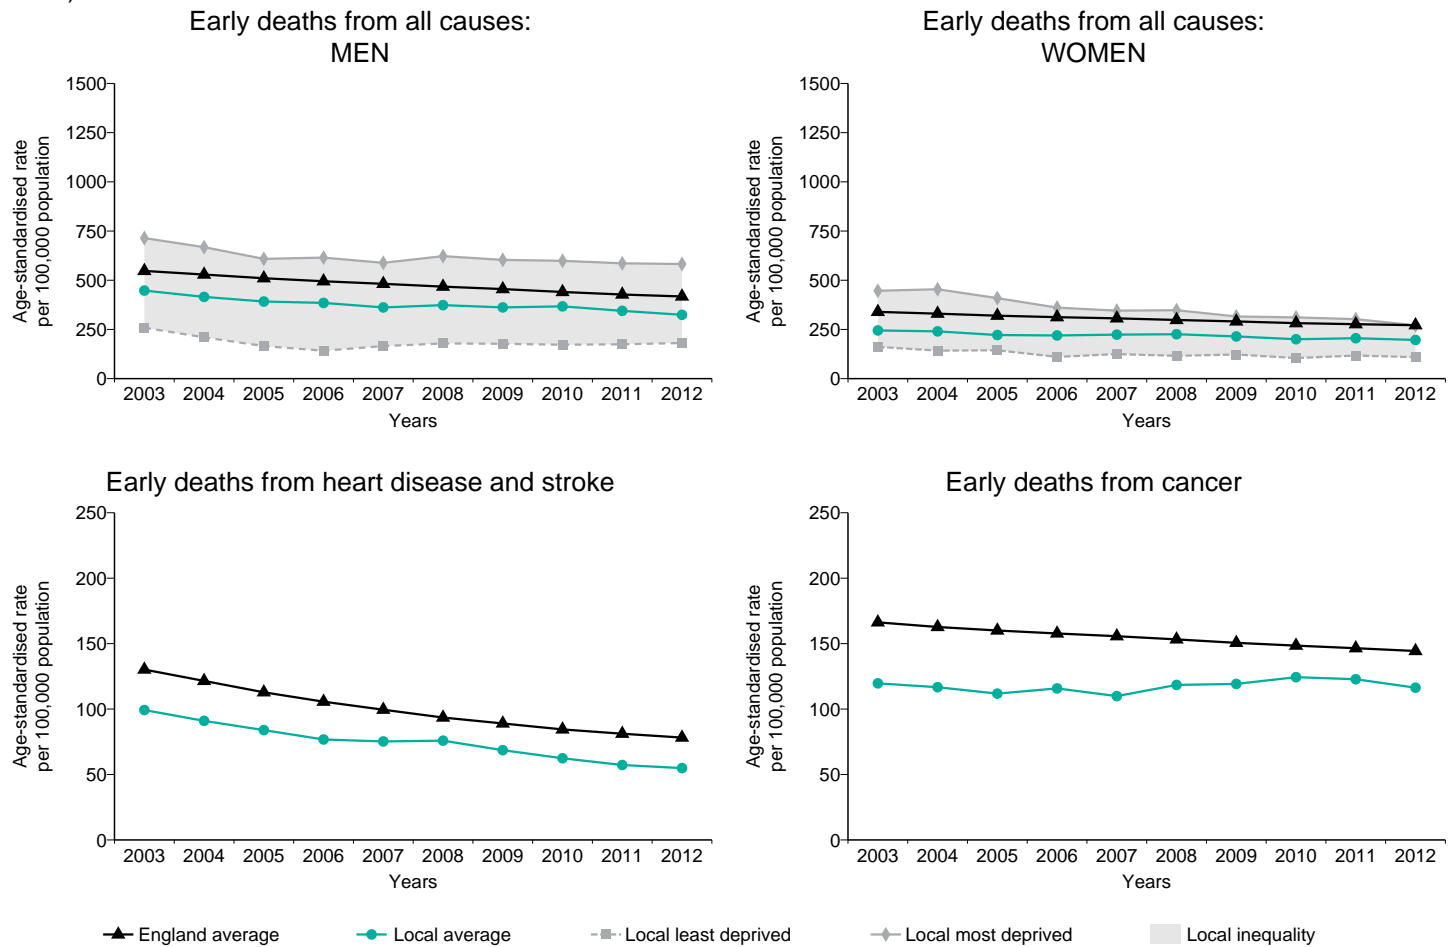 Early deaths from all causes:
MEN
1500
1250
1000
750
500
250
0
Age-standardised rate
per 100,000 population
2003 2004 2005 2006 2007 2008 2009 2010 2011 2012
Years
Early deaths from all causes:
WOMEN
1500
1250
1000
750
500
250
0
Age-standardised rate
per 100,000 population
2003 2004 2005 2006 2007 2008 2009 2010 2011 2012
Years
Early deaths from heart disease and stroke
250
200
150
100
50
0
Age-standardised rate
per 100,000 population
2003 2004 2005 2006 2007 2008 2009 2010 2011 2012
Years
Early deaths from cancer
250
200
150
100
50
0
Age-standardised rate
per 100,000 population
2003 2004 2005 2006 2007 2008 2009 2010 2011 2012
Years
England average Local average Local least deprived Local most deprived Local inequality